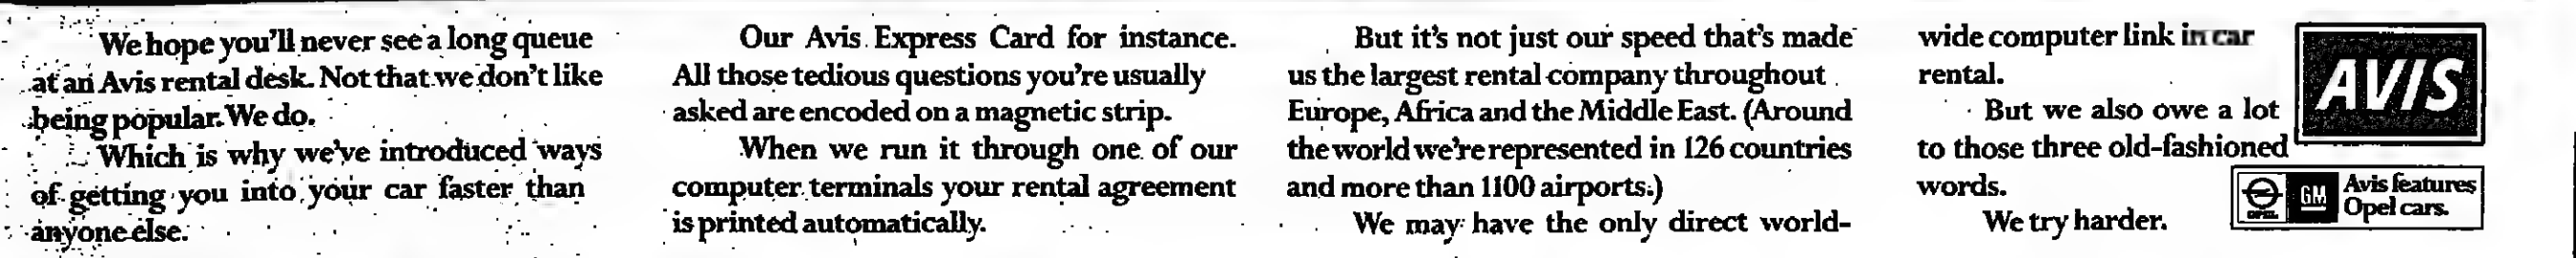 We hope you'll never see a long queue
at an Avis rental desk. Not that we don't like
being popular. We do.
Which is why we've introduced ways
of getting you into your car faster than
anyone else.
Our Avis Express Card for instance.
All those tedious questions you're usually
asked are encoded on a magnetic strip.
When we run it through one of our
computer terminals your rental agreement
is printed automatically.
But it's not just our speed that's made
us the largest rental company throughout
Europe, Africa and the Middle East. (Around
the world we're represented in 126 countries
and more than 1100 airports.)
We may have the only direct world-
wide computer link in car
rental.
But we also owe a lot
to those three old-fashioned
words.
We try harder.
AVIS
OPEL
GM
Avis features
Opel cars.